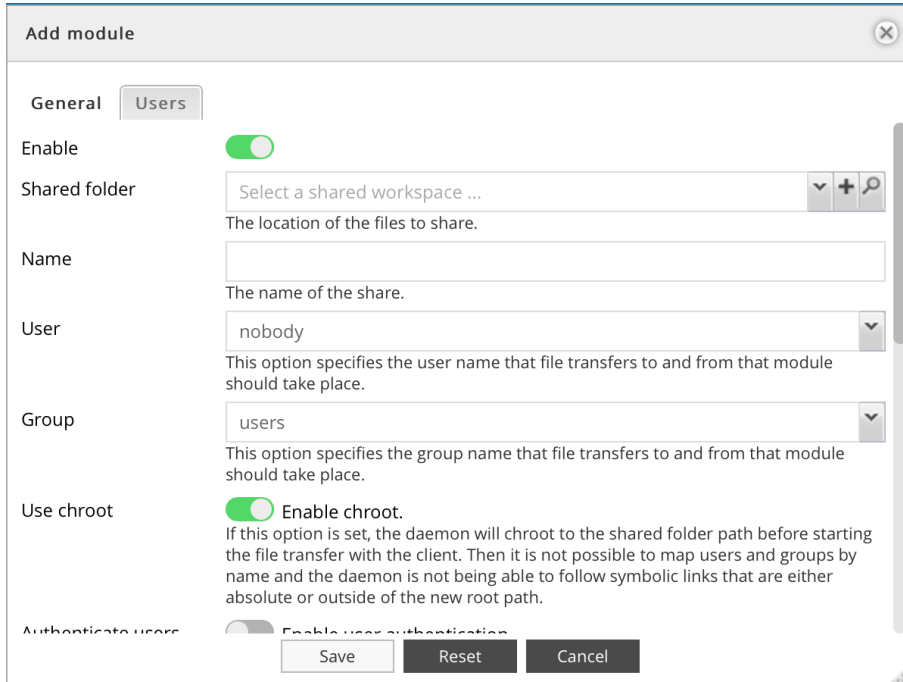 Add module
General Users
Enable
Shared folder
Select a shared workspace ...
The location of the files to share.
Name
The name of the share.
User
nobody
This option specifies the user name that file transfers to and from that module
should take place.
Group
users
This option specifies the group name that file transfers to and from that module
should take place.
Use chroot
Enable chroot.
If this option is set, the daemon will chroot to the shared folder path before starting
the file transfer with the client. Then it is not possible to map users and groups by
name and the daemon is not being able to follow symbolic links that are either
absolute or outside of the new root path.
Authenticate users
Enable user authentication
Save Reset Cancel